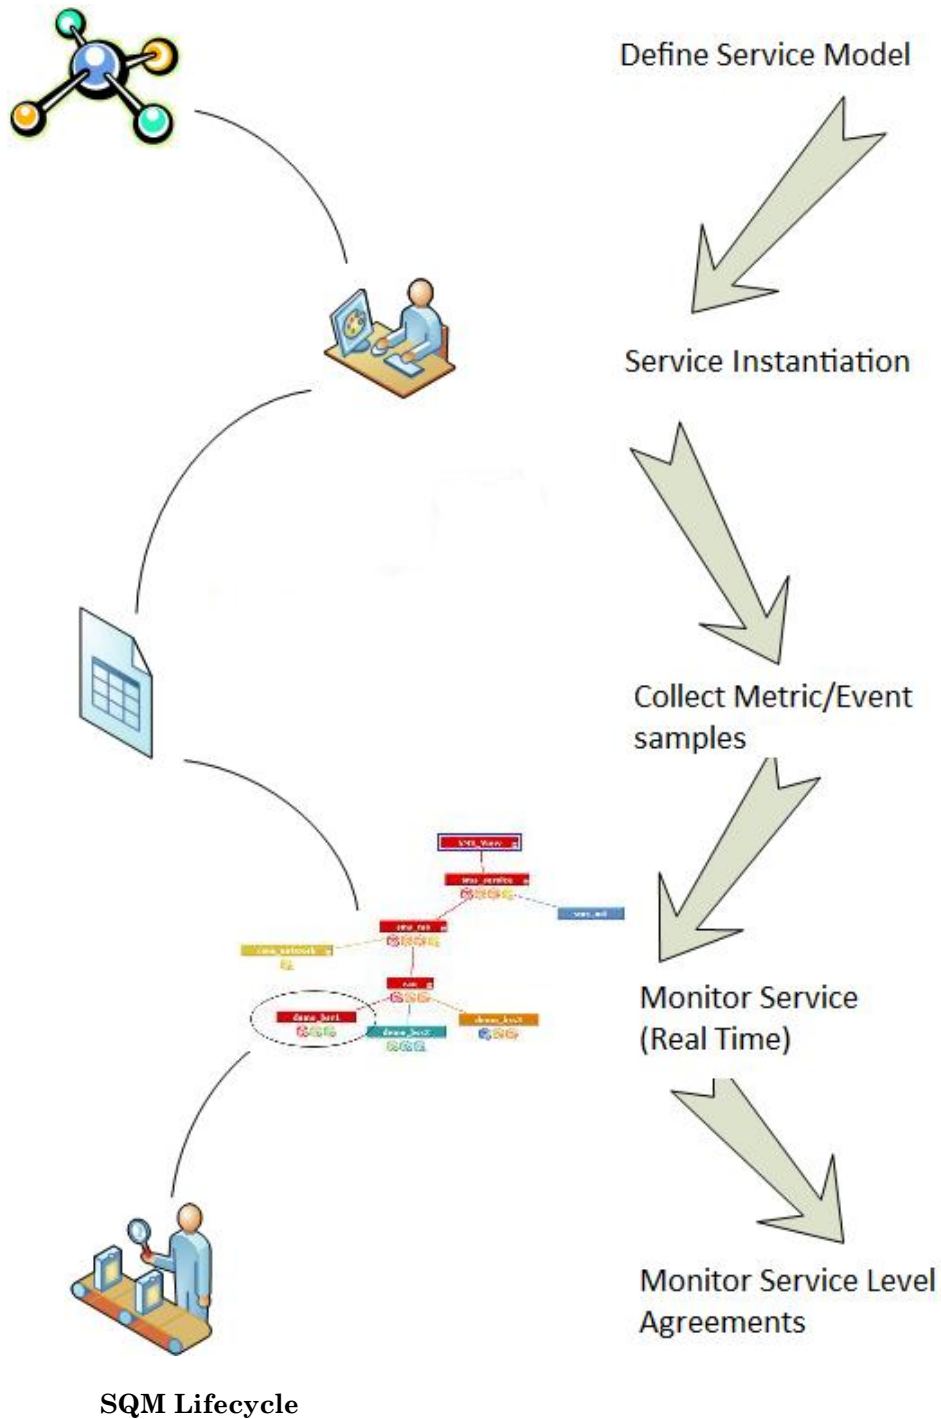 Define Service Model
Service Instantiation
Collect Metric/Event
samples
sms_service
Monitor Service
(Real Time)
Monitor Service Level
Agreements
SQM Lifecycle